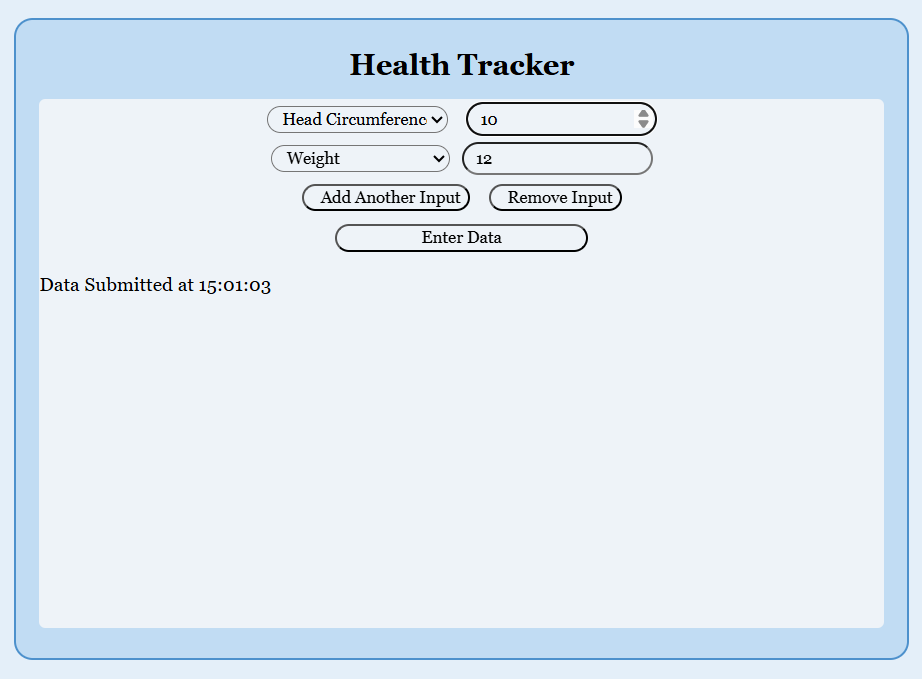 Health Tracker
Head Circumferenc 10
Weight 12
Add Another Input Remove Input
Enter Data
Data Submitted at 15:01:03